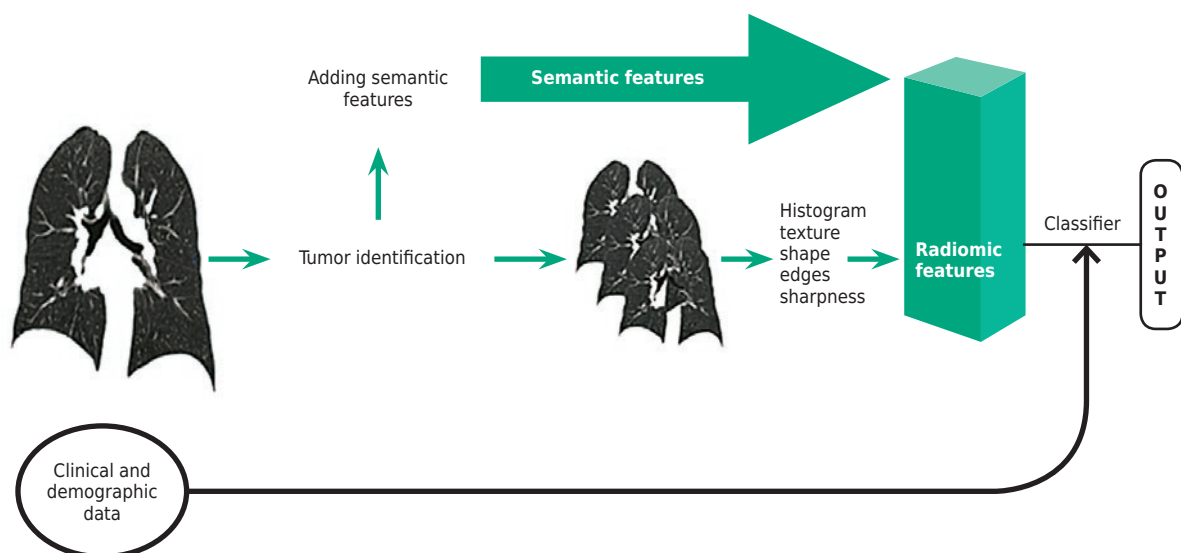 Adding semantic
features
Semantic features
Tumor identification
Histogram
texture
shape
edges
sharpness
Radiomic
features
Classifier
OUTPUT
Clinical and
demographic
data